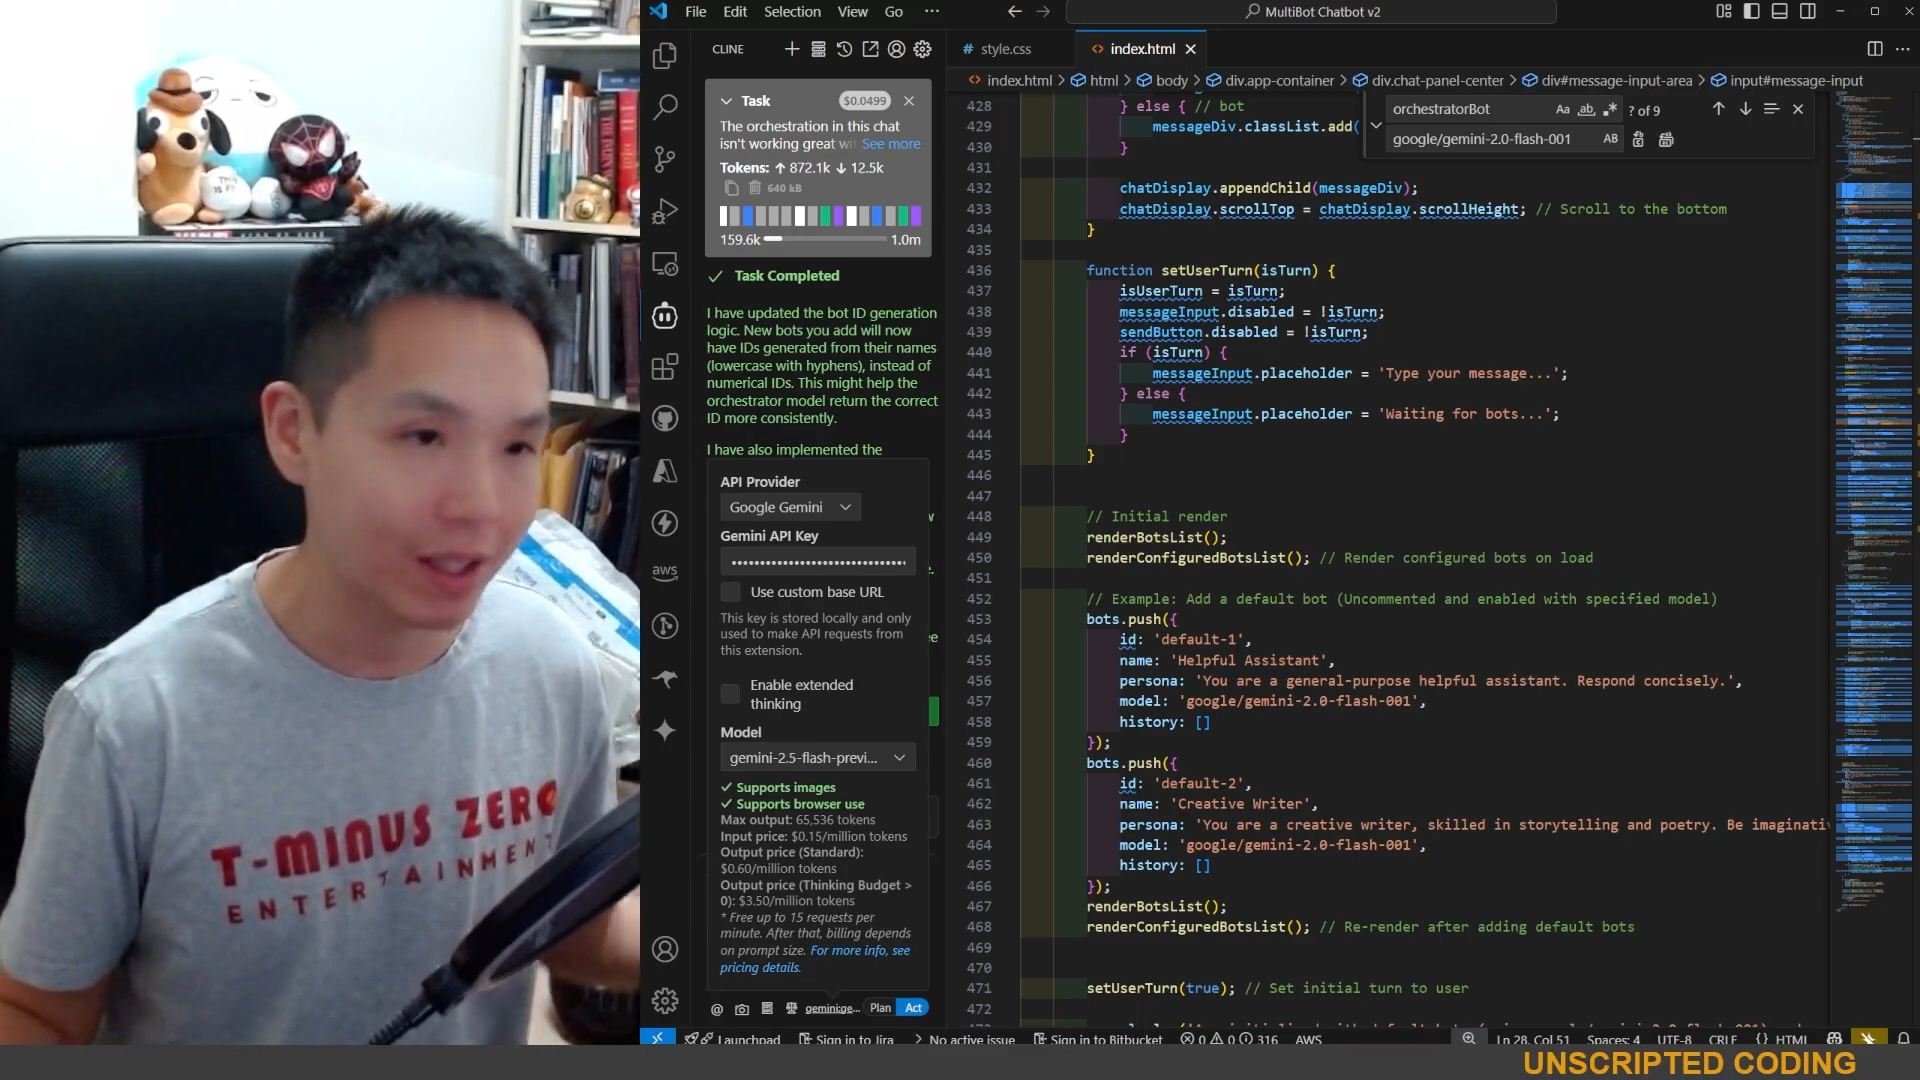 File Edit Selection View Go ...
MultiBot Chatbot v2
CLINE
# style.css
<> index.html
<> index.html > html > body > div.app-container > div.chat-panel-center > div#message-input-area > input#message-input
Task $0.0499
The orchestration in this chat
isn't working great wi See more
Tokens: ↑ 872.1k ↓ 12.5k
640 kB
159.6k 1.0m
Task Completed
I have updated the bot ID generation
logic. New bots you add will now
have IDs generated from their names
(lowercase with hyphens), instead of
numerical IDs. This might help the
orchestrator model return the correct
ID more consistently.
I have also implemented the
API Provider
Google Gemini
Gemini API Key
Use custom base URL
This key is stored locally and only
used to make API requests from
this extension.
Enable extended
thinking
Model
gemini-2.5-flash-previ...
✓ Supports images
✓ Supports browser use
Max output: 65,536 tokens
Input price: $0.15/million tokens
Output price (Standard):
$0.60/million tokens
Output price (Thinking Budget >
0): $3.50/million tokens
* Free up to 15 requests per
minute. After that, billing depends
on prompt size. For more info, see
pricing details.
@ gemini:ge... Plan Act
orchestratorBot Aa ab .* ? of 9
google/gemini-2.0-flash-001 AB
428 } else { // bot
429 messageDiv.classList.add(
430 }
431
432 chatDisplay.appendChild(messageDiv);
433 chatDisplay.scrollTop = chatDisplay.scrollHeight; // Scroll to the bottom
434 }
435
436 function setUserTurn(isTurn) {
437 isUserTurn = isTurn;
438 messageInput.disabled = !isTurn;
439 sendButton.disabled = !isTurn;
440 if (isTurn) {
441 messageInput.placeholder = 'Type your message...';
442 } else {
443 messageInput.placeholder = 'Waiting for bots...';
444 }
445 }
446
447
448 // Initial render
449 renderBotsList();
450 renderConfiguredBotsList(); // Render configured bots on load
451
452 // Example: Add a default bot (Uncommented and enabled with specified model)
453 bots.push({
454 id: 'default-1',
455 name: 'Helpful Assistant',
456 persona: 'You are a general-purpose helpful assistant. Respond concisely.',
457 model: 'google/gemini-2.0-flash-001',
458 history: []
459 });
460 bots.push({
461 id: 'default-2',
462 name: 'Creative Writer',
463 persona: 'You are a creative writer, skilled in storytelling and poetry. Be imaginativ
464 model: 'google/gemini-2.0-flash-001',
465 history: []
466 });
467 renderBotsList();
468 renderConfiguredBotsList(); // Re-render after adding default bots
469
470
471 setUserTurn(true); // Set initial turn to user
472
Launchpad Sign in to Jira No active issue Sign in to Bitbucket 0 0 316 AWS Ln 28, Col 51 Spaces: 4 UTF-8 CRLF {} HTML
aws
T-MINUS ZERO
ENTERTAINMENT
UNSCRIPTED CODING